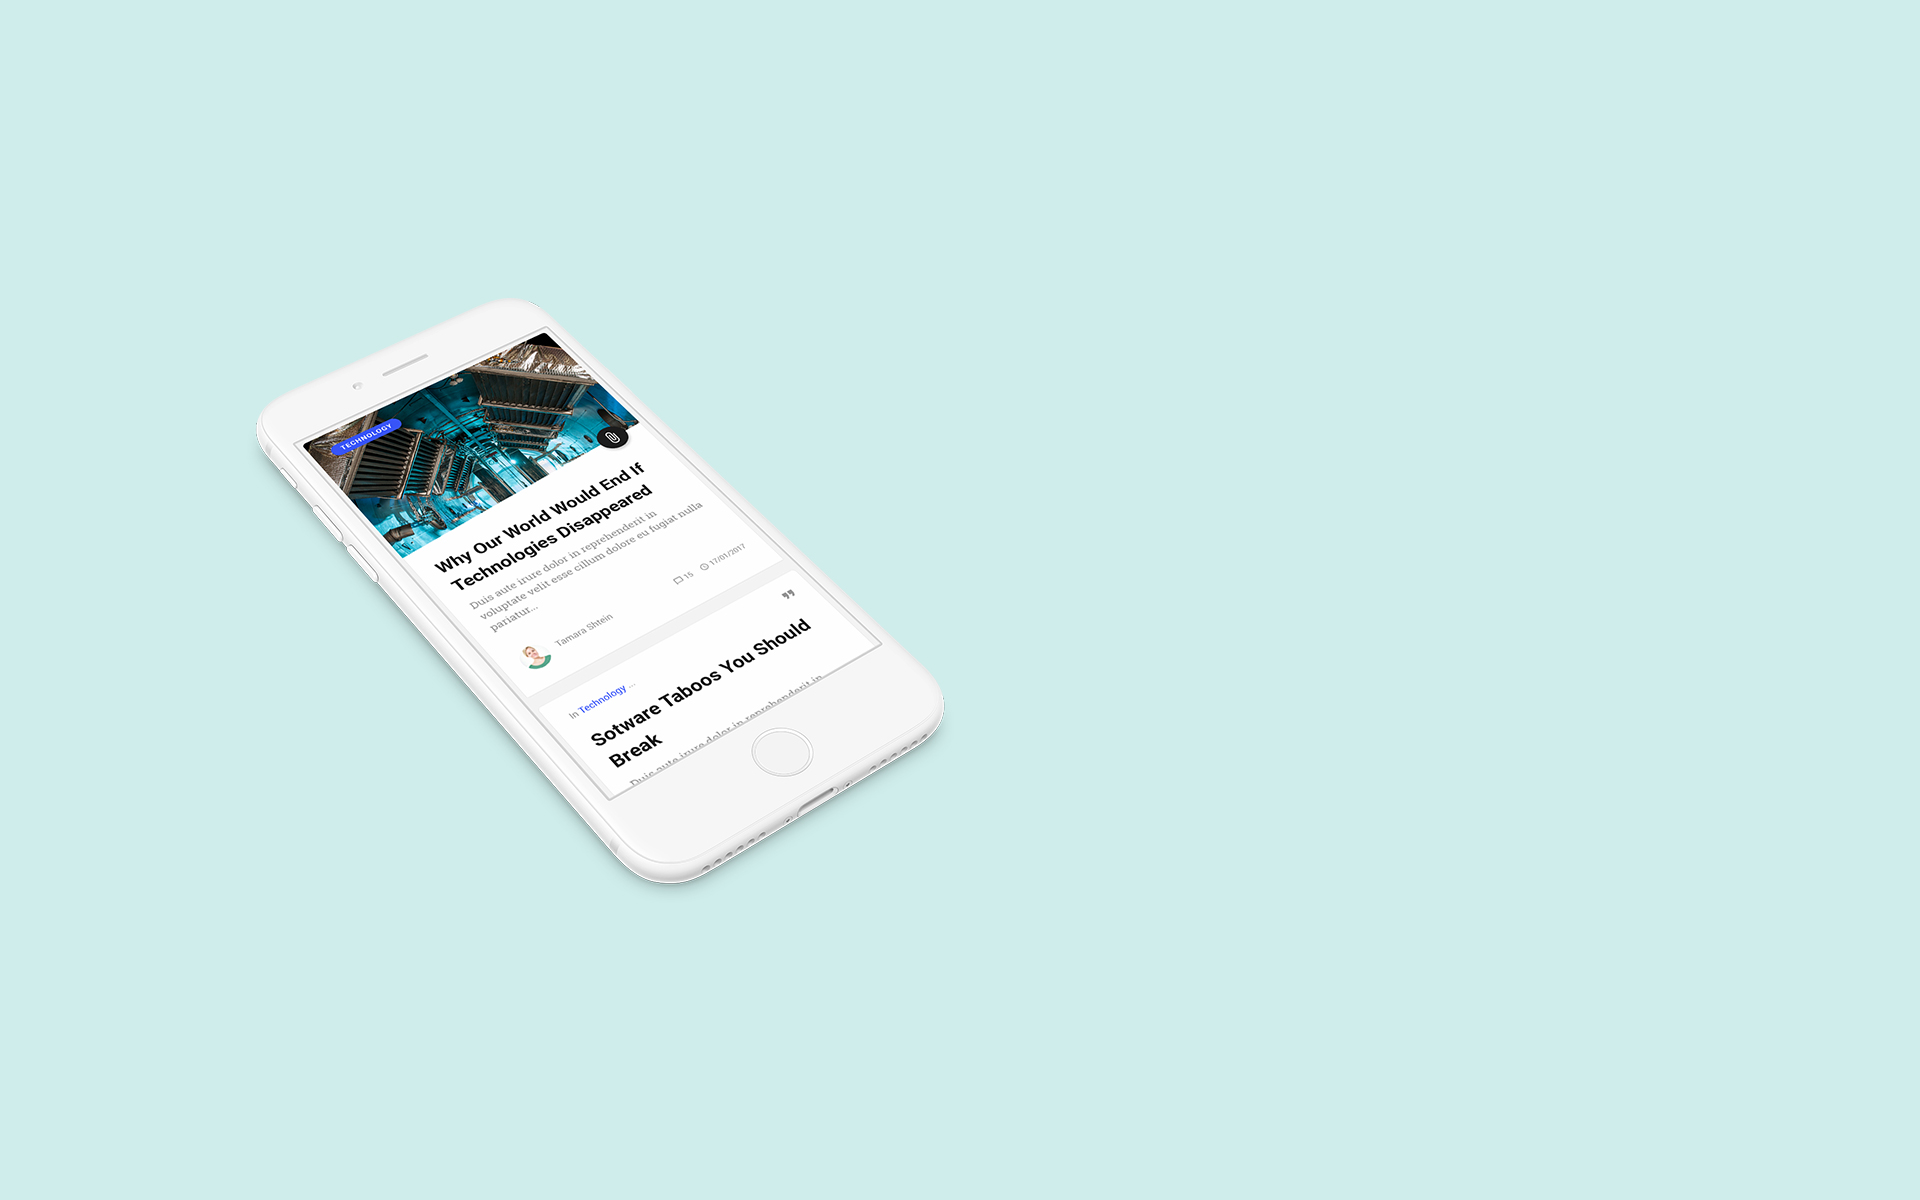 TECHNOLOGY
Why Our World Would End If
Technologies Disappeared
Duis aute irure dolor in reprehenderit in
voluptate velit esse cillum dolore eu fugiat nulla
pariatur...
15 17/01/2017
Tamara Shtein
”
In Technology ...
Sotware Taboos You Should
Break
Duis aute irure dolor in reprehenderit in